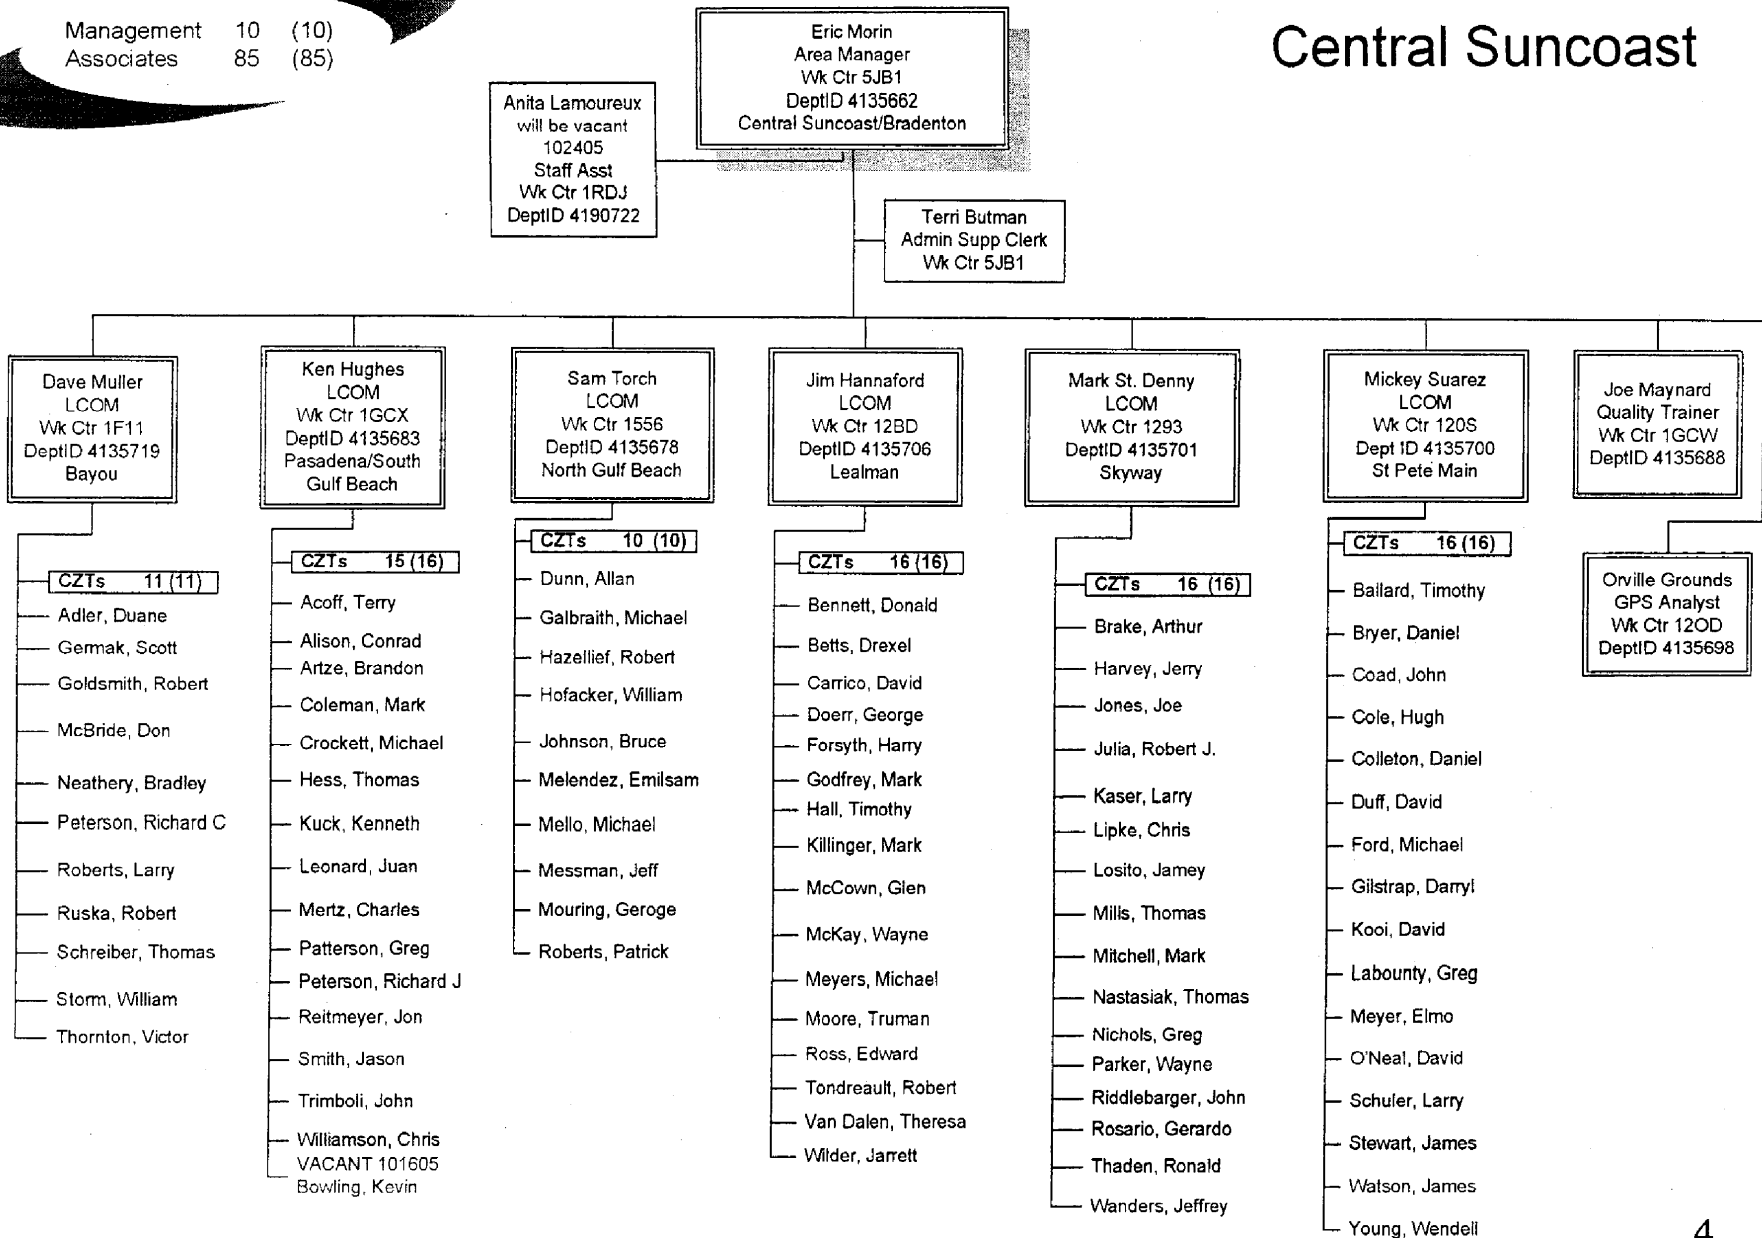 Management 10 (10)
Associates 85 (85)
Central Suncoast
Eric Morin
Area Manager
Wk Ctr 5JB1
DeptID 4135662
Central Suncoast/Bradenton
Anita Lamoureux
will be vacant
102405
Staff Asst
Wk Ctr 1RDJ
DeptID 4190722
Terri Butman
Admin Supp Clerk
Wk Ctr 5JB1
Dave Muller
LCOM
Wk Ctr 1F11
DeptID 4135719
Bayou
CZTs 11 (11)
Adler, Duane
Germak, Scott
Goldsmith, Robert
McBride, Don
Neathery, Bradley
Peterson, Richard C
Roberts, Larry
Ruska, Robert
Schreiber, Thomas
Storm, William
Thornton, Victor
Ken Hughes
LCOM
Wk Ctr 1GCX
DeptID 4135683
Pasadena/South
Gulf Beach
CZTs 15 (16)
Acoff, Terry
Alison, Conrad
Artze, Brandon
Coleman, Mark
Crockett, Michael
Hess, Thomas
Kuck, Kenneth
Leonard, Juan
Mertz, Charles
Patterson, Greg
Peterson, Richard J
Reitmeyer, Jon
Smith, Jason
Trimboli, John
Williamson, Chris
VACANT 101605
Bowling, Kevin
Sam Torch
LCOM
Wk Ctr 1556
DeptID 4135678
North Gulf Beach
CZTs 10 (10)
Dunn, Allan
Galbraith, Michael
Hazellief, Robert
Hofacker, William
Johnson, Bruce
Melendez, Emilsam
Mello, Michael
Messman, Jeff
Mouring, Geroge
Roberts, Patrick
Jim Hannaford
LCOM
Wk Ctr 12BD
DeptID 4135706
Lealman
CZTs 16 (16)
Bennett, Donald
Betts, Drexel
Carrico, David
Doerr, George
Forsyth, Harry
Godfrey, Mark
Hall, Timothy
Killinger, Mark
McCown, Glen
McKay, Wayne
Meyers, Michael
Moore, Truman
Ross, Edward
Tondreault, Robert
Van Dalen, Theresa
Wilder, Jarrett
Mark St. Denny
LCOM
Wk Ctr 1293
DeptID 4135701
Skyway
CZTs 16 (16)
Brake, Arthur
Harvey, Jerry
Jones, Joe
Julia, Robert J.
Kaser, Larry
Lipke, Chris
Losito, Jamey
Mills, Thomas
Mitchell, Mark
Nastasiak, Thomas
Nichols, Greg
Parker, Wayne
Riddlebarger, John
Rosario, Gerardo
Thaden, Ronald
Wanders, Jeffrey
Mickey Suarez
LCOM
Wk Ctr 120S
Dept ID 4135700
St Pete Main
CZTs 16 (16)
Ballard, Timothy
Bryer, Daniel
Coad, John
Cole, Hugh
Colleton, Daniel
Duff, David
Ford, Michael
Gilstrap, Darryl
Kooi, David
Labounty, Greg
Meyer, Elmo
O'Neal, David
Schuler, Larry
Stewart, James
Watson, James
Young, Wendell
Joe Maynard
Quality Trainer
Wk Ctr 1GCW
DeptID 4135688
Orville Grounds
GPS Analyst
Wk Ctr 12OD
DeptID 4135698
4